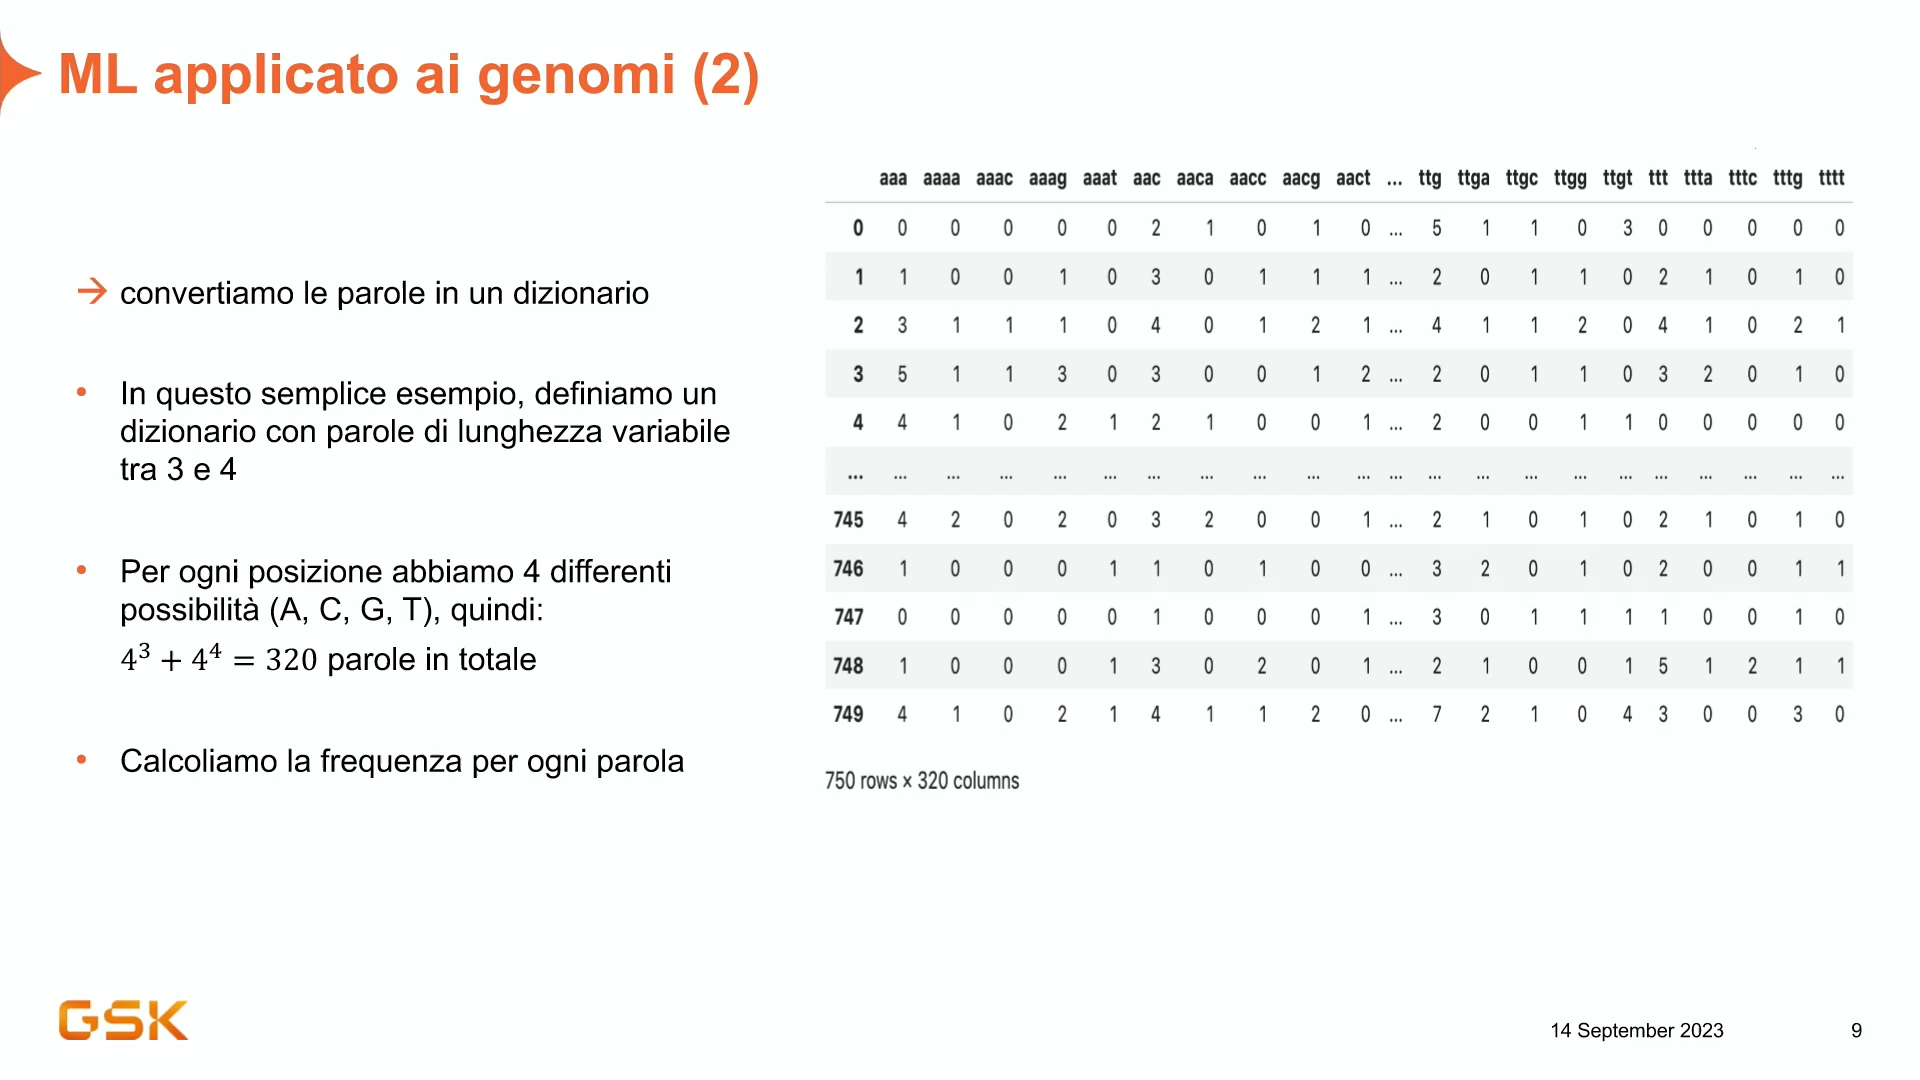 ML applicato ai genomi (2)
→ convertiamo le parole in un dizionario
• In questo semplice esempio, definiamo un
dizionario con parole di lunghezza variabile
tra 3 e 4
• Per ogni posizione abbiamo 4 differenti
possibilità (A, C, G, T), quindi:
4³ + 4⁴ = 320 parole in totale
• Calcoliamo la frequenza per ogni parola
aaa aaaa aaac aaag aaat aac aaca aacc aacg aact ... ttg ttga ttgc ttgg ttgt ttt ttta tttc tttg tttt
0 0 0 0 0 0 2 1 0 1 0 ... 5 1 1 0 3 0 0 0 0 0
1 1 0 0 1 0 3 0 1 1 1 ... 2 0 1 1 0 2 1 0 1 0
2 3 1 1 1 0 4 0 1 2 1 ... 4 1 1 2 0 4 1 0 2 1
3 5 1 1 3 0 3 0 0 1 2 ... 2 0 1 1 0 3 2 0 1 0
4 4 1 0 2 1 2 1 0 0 1 ... 2 0 0 1 1 0 0 0 0 0
... ... ... ... ... ... ... ... ... ... ... ... ... ... ... ... ... ... ... ... ... ...
745 4 2 0 2 0 3 2 0 0 1 ... 2 1 0 1 0 2 1 0 1 0
746 1 0 0 0 1 1 0 1 0 0 ... 3 2 0 1 0 2 0 0 1 1
747 0 0 0 0 0 1 0 0 0 1 ... 3 0 1 1 1 1 0 0 1 0
748 1 0 0 0 1 3 0 2 0 1 ... 2 1 0 0 1 5 1 2 1 1
749 4 1 0 2 1 4 1 1 2 0 ... 7 2 1 0 4 3 0 0 3 0
750 rows × 320 columns
GSK
14 September 2023
9